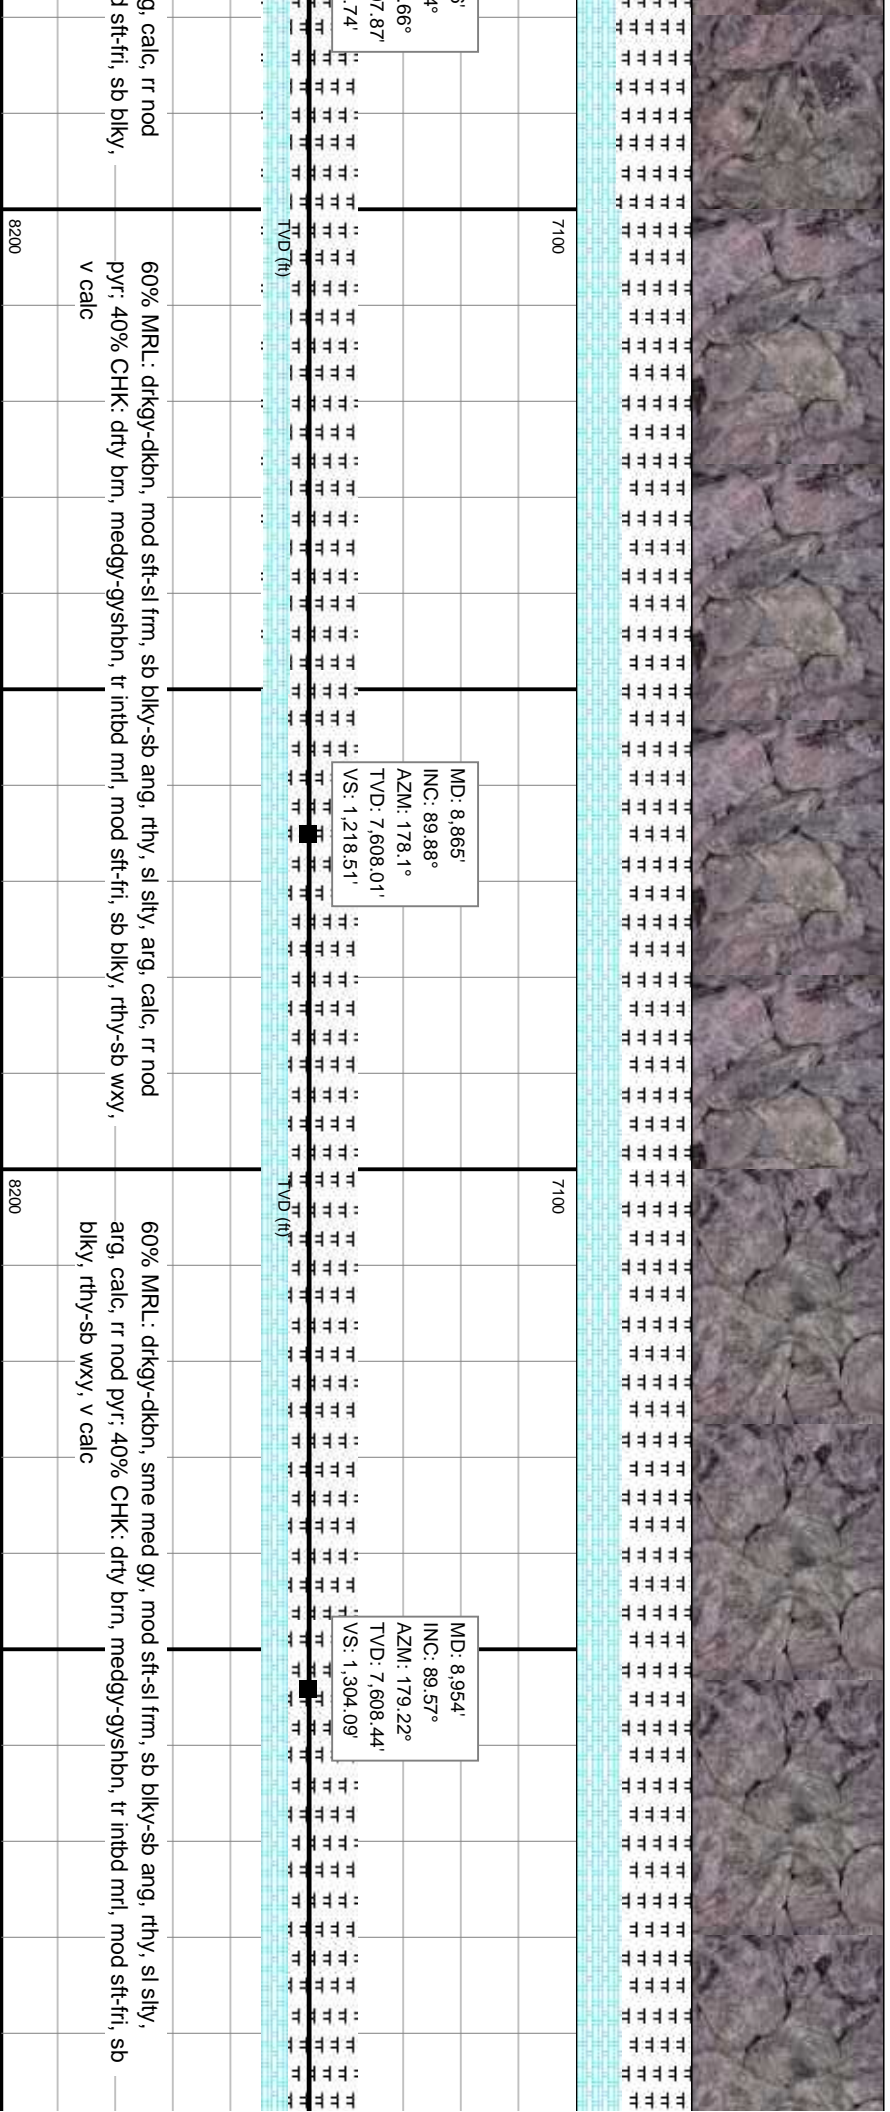 g, calc, rr nod
d sft-fri, sb blky,
.66°
7.87'
.74'
7100
TVD (ft)
8200
60% MRL: drkgy-dkbn, mod sft-sl frm, sb blky-sb ang, rthy, sl slty, arg, calc, rr nod
pyr; 40% CHK: drty brn, medgy-gyshbn, tr intbd mrl, mod sft-fri, sb blky, rthy-sb wxy,
v calc
MD: 8,865'
INC: 89.88°
AZM: 178.1°
TVD: 7,608.01'
VS: 1,218.51'
7100
TVD (ft)
8200
60% MRL: drkgy-dkbn, sme med gy, mod sft-sl frm, sb blky-sb ang, rthy, sl slty,
arg, calc, rr nod pyr; 40% CHK: drty brn, medgy-gyshbn, tr intbd mrl, mod sft-fri, sb
blky, rthy-sb wxy, v calc
MD: 8,954'
INC: 89.57°
AZM: 179.22°
TVD: 7,608.44'
VS: 1,304.09'